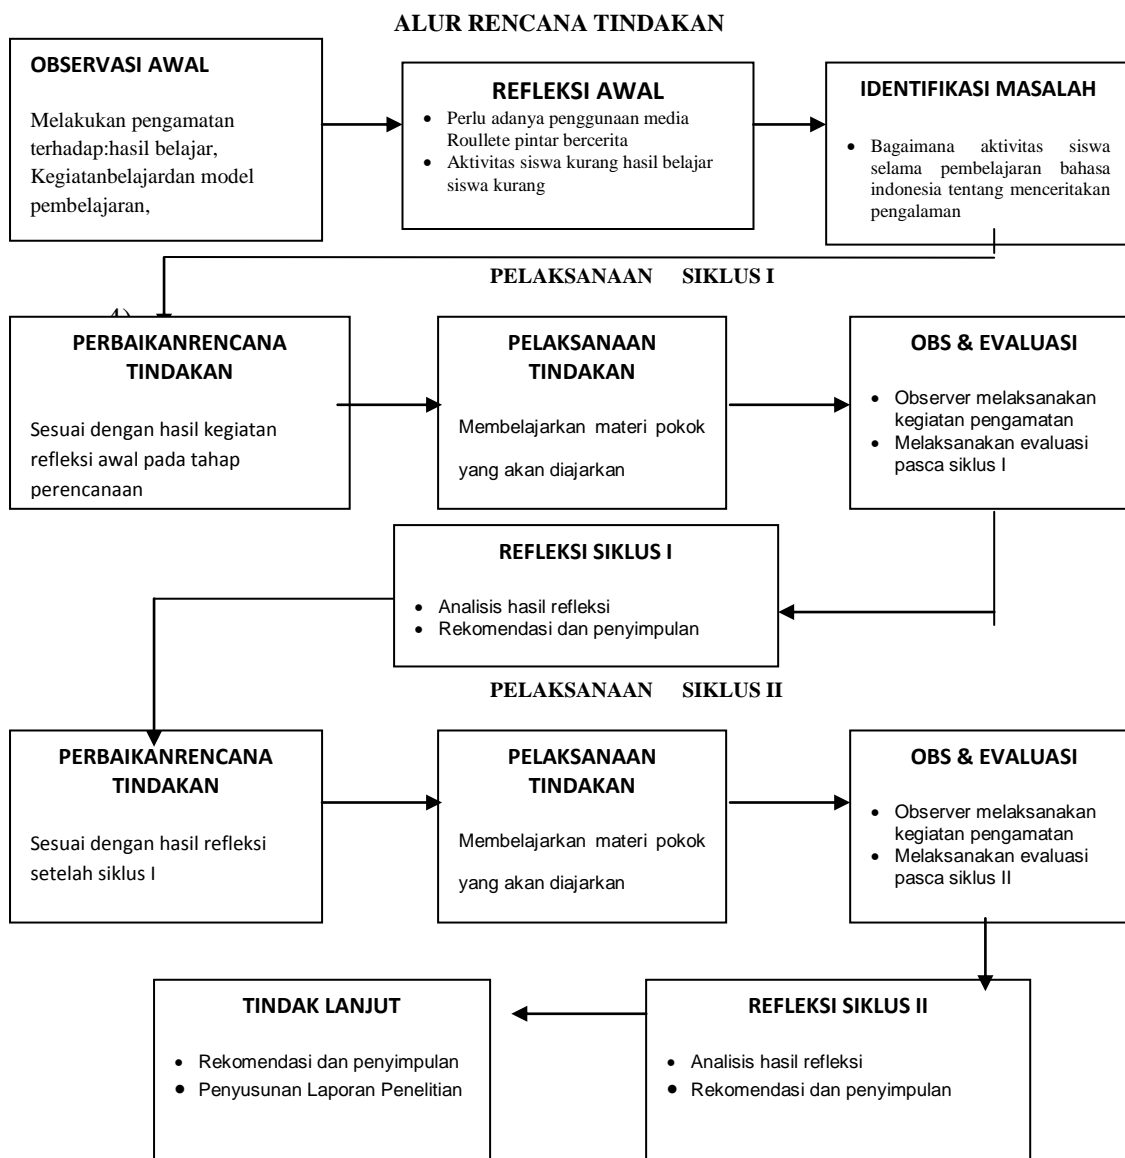 ALUR RENCANA TINDAKAN
OBSERVASI AWAL
Melakukan pengamatan
terhadap:hasil belajar,
Kegiatanbelajardan model
pembelajaran,
REFLEKSI AWAL
• Perlu adanya penggunaan media
Roullete pintar bercerita
• Aktivitas siswa kurang hasil belajar
siswa kurang
IDENTIFIKASI MASALAH
• Bagaimana aktivitas siswa
selama pembelajaran bahasa
indonesia tentang menceritakan
pengalaman
PELAKSANAAN SIKLUS I
PERBAIKANRENCANA
TINDAKAN
Sesuai dengan hasil kegiatan
refleksi awal pada tahap
perencanaan
PELAKSANAAN
TINDAKAN
Membelajarkan materi pokok
yang akan diajarkan
OBS & EVALUASI
• Observer melaksanakan
kegiatan pengamatan
• Melaksanakan evaluasi
pasca siklus I
REFLEKSI SIKLUS I
• Analisis hasil refleksi
• Rekomendasi dan penyimpulan
PELAKSANAAN SIKLUS II
PERBAIKANRENCANA
TINDAKAN
Sesuai dengan hasil refleksi
setelah siklus I
PELAKSANAAN
TINDAKAN
Membelajarkan materi pokok
yang akan diajarkan
OBS & EVALUASI
• Observer melaksanakan
kegiatan pengamatan
• Melaksanakan evaluasi
pasca siklus II
TINDAK LANJUT
• Rekomendasi dan penyimpulan
• Penyusunan Laporan Penelitian
REFLEKSI SIKLUS II
• Analisis hasil refleksi
• Rekomendasi dan penyimpulan